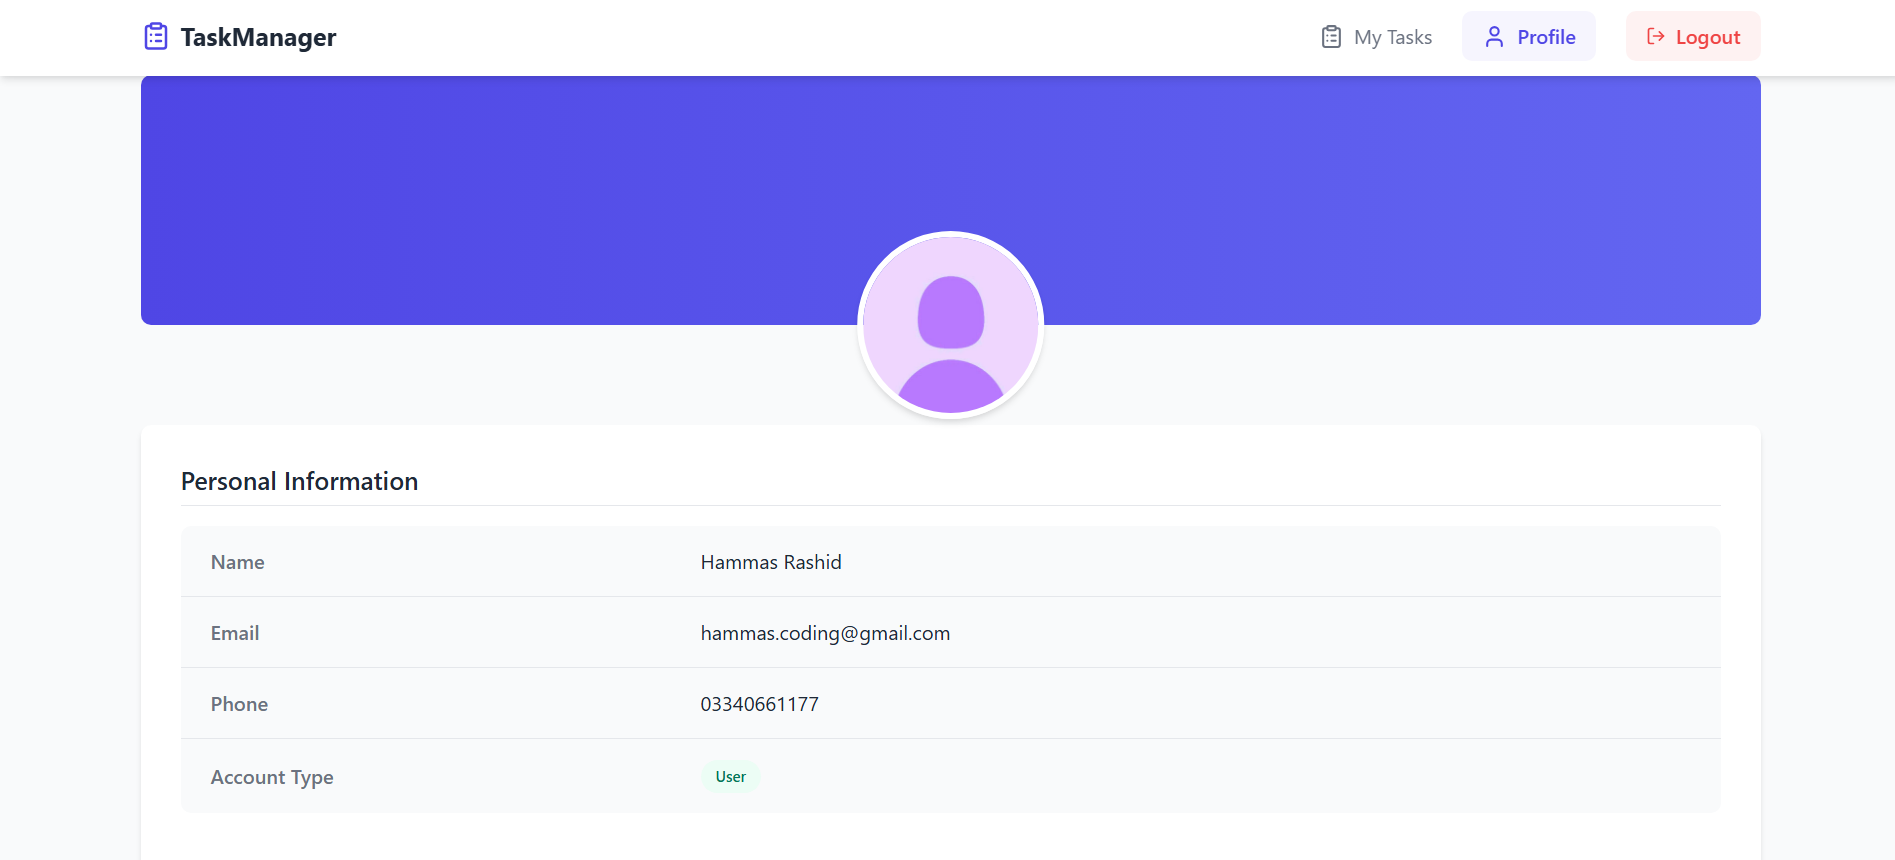 TaskManager
My Tasks
Profile
Logout
Personal Information
Name Hammas Rashid
Email hammas.coding@gmail.com
Phone 03340661177
Account Type User